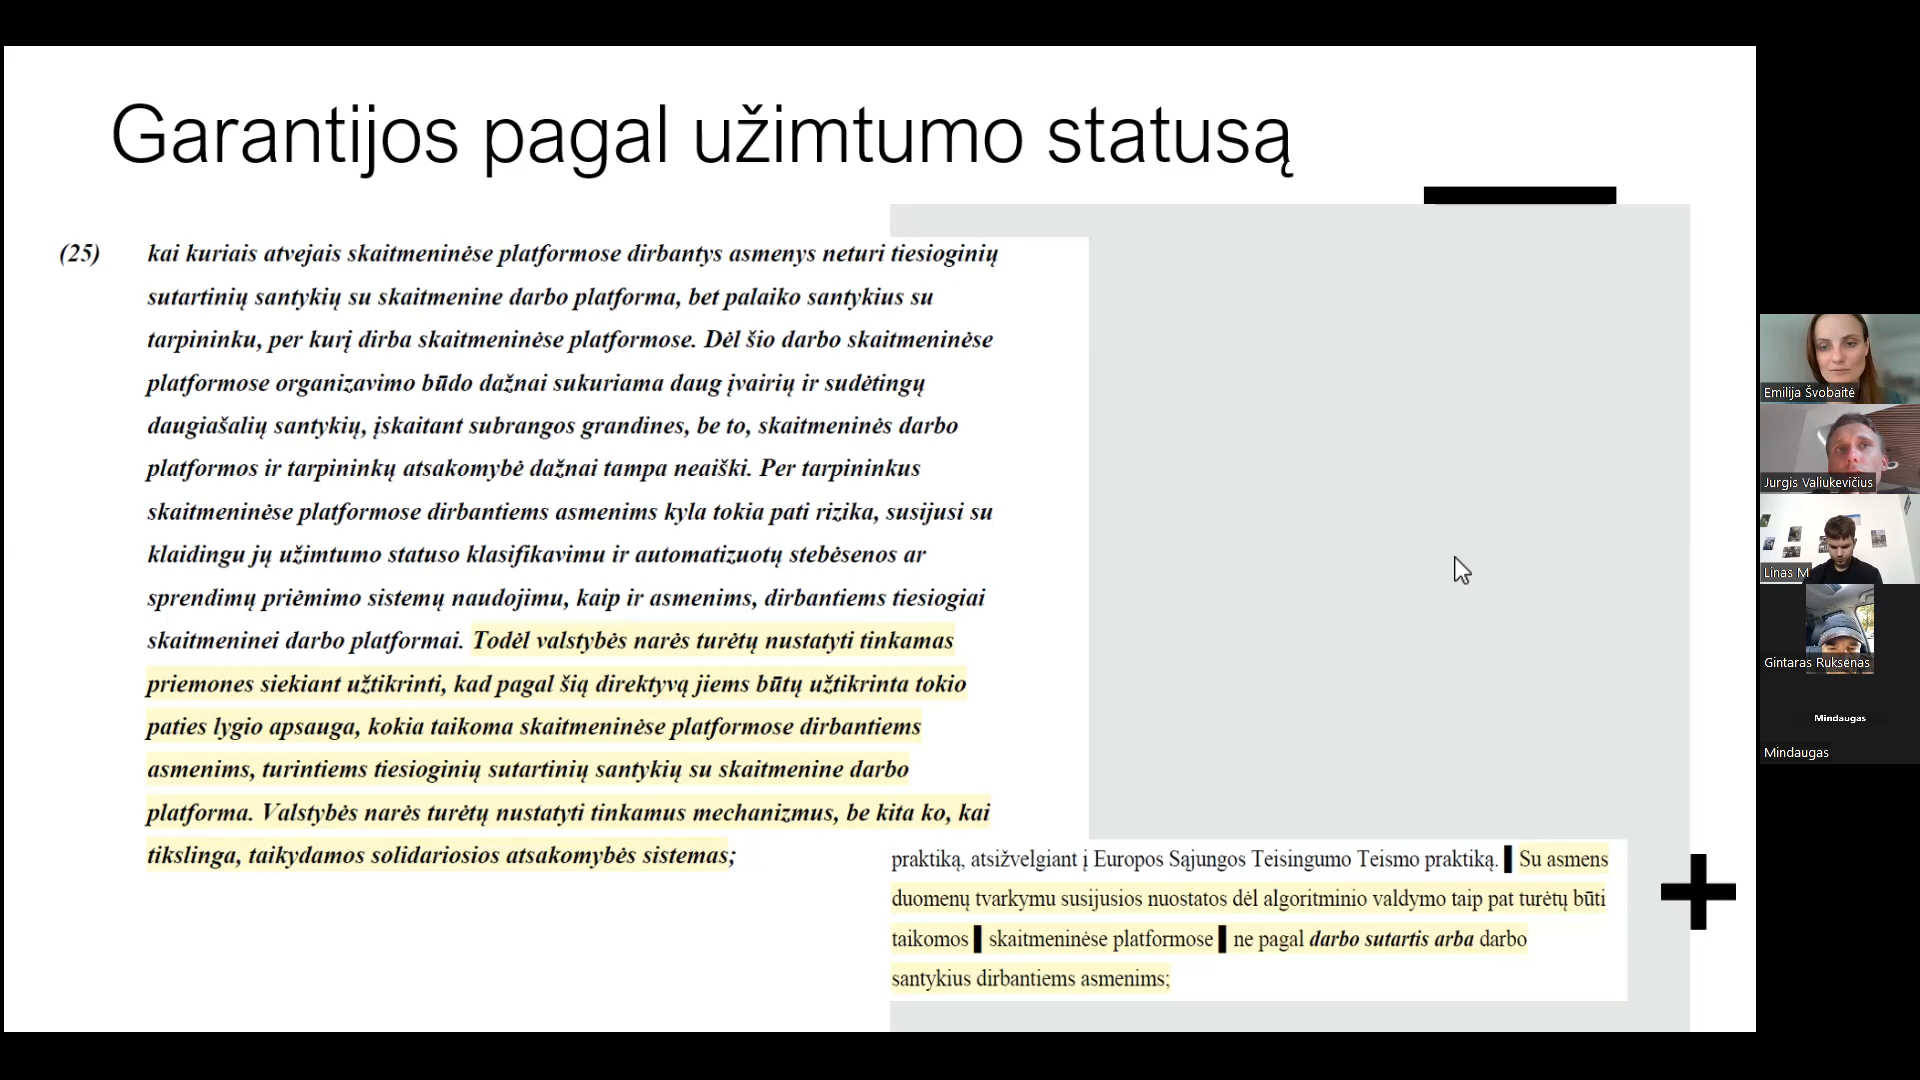 Garantijos pagal užimtumo statusą
(25) kai kuriais atvejais skaitmeninėse platformose dirbantys asmenys neturi tiesioginių
sutartinių santykių su skaitmenine darbo platforma, bet palaiko santykius su
tarpininku, per kurį dirba skaitmeninėse platformose. Dėl šio darbo skaitmeninėse
platformose organizavimo būdo dažnai sukuriama daug įvairių ir sudėtingų
daugiašalių santykių, įskaitant subrangos grandines, be to, skaitmeninės darbo
platformos ir tarpininkų atsakomybė dažnai tampa neaiški. Per tarpininkus
skaitmeninėse platformose dirbantiems asmenims kyla tokia pati rizika, susijusi su
klaidingu jų užimtumo statuso klasifikavimu ir automatizuotų stebėsenos ar
sprendimų priėmimo sistemų naudojimu, kaip ir asmenims, dirbantiems tiesiogiai
skaitmeninei darbo platformai. Todėl valstybės narės turėtų nustatyti tinkamas
priemones siekiant užtikrinti, kad pagal šią direktyvą jiems būtų užtikrinta tokio
paties lygio apsauga, kokia taikoma skaitmeninėse platformose dirbantiems
asmenims, turintiems tiesioginių sutartinių santykių su skaitmenine darbo
platforma. Valstybės narės turėtų nustatyti tinkamus mechanizmus, be kita ko, kai
tikslinga, taikydamos solidariosios atsakomybės sistemas;
praktiką, atsižvelgiant į Europos Sąjungos Teisingumo Teismo praktiką. ▌Su asmens
duomenų tvarkymu susijusios nuostatos dėl algoritminio valdymo taip pat turėtų būti
taikomos ▌skaitmeninėse platformose ▌ne pagal darbo sutartis arba darbo
santykius dirbantiems asmenims;
Emilija Švobaitė
Jurgis Valiukevičius
Linas M
Gintaras Ruksenas
Mindaugas
Mindaugas